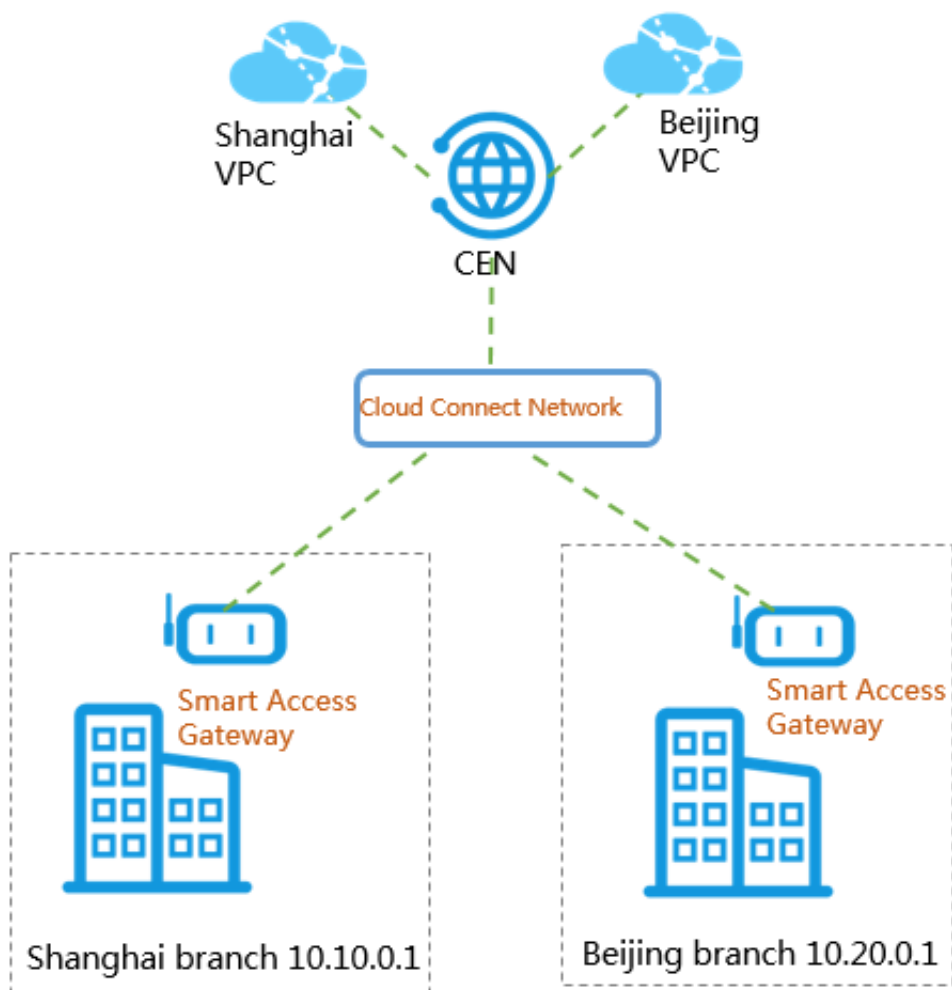 Shanghai
VPC
Beijing
VPC
CEN
Cloud Connect Network
Smart Access
Gateway
Smart Access
Gateway
Shanghai branch 10.10.0.1
Beijing branch 10.20.0.1